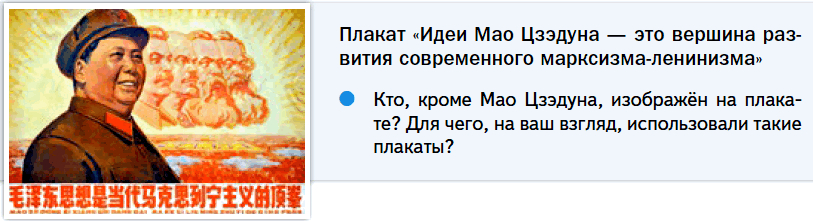 Плакат «Идеи Мао Цзэдуна — это вершина раз-
вития современного марксизма-ленинизма»
Кто, кроме Мао Цзэдуна, изображён на плака-
те? Для чего, на ваш взгляд, использовали такие
плакаты?
毛泽东思想是当代马克思列宁主义的顶峯